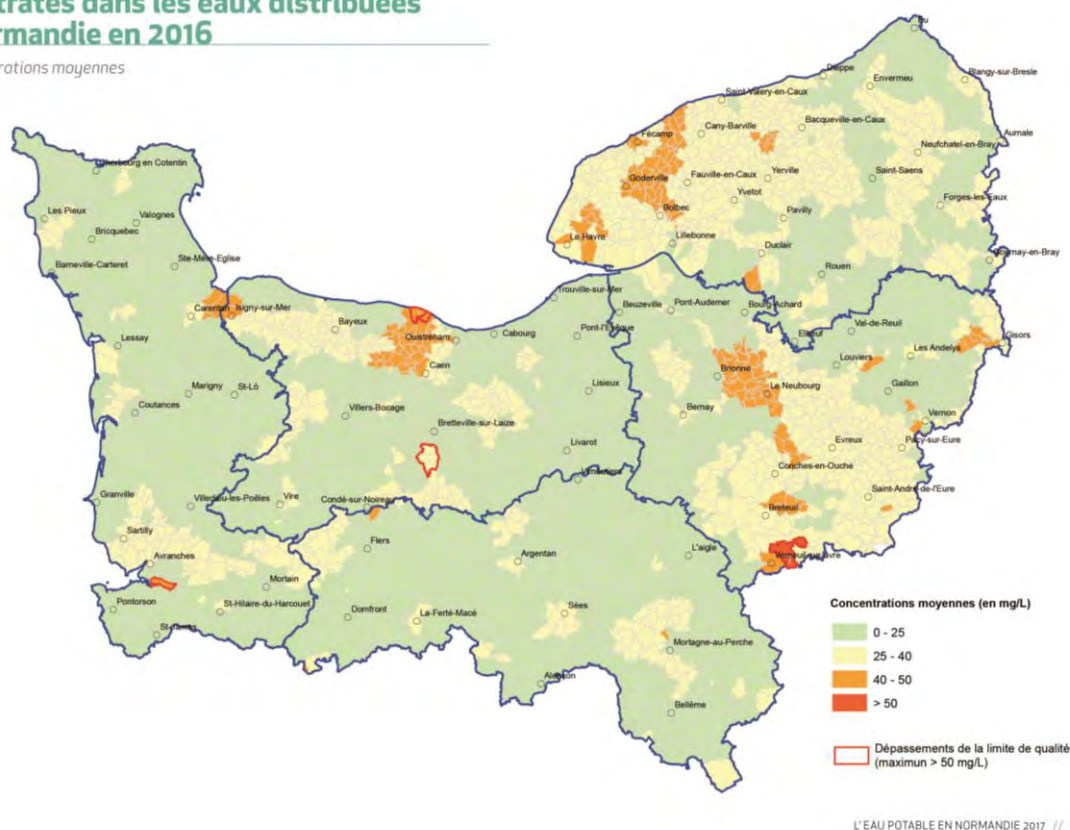 trates dans les eaux distribuées
rmandie en 2016
rations moyennes
Eu
Dieppe
Blangy-sur-Bresle
Envermeu
Saint-Valery-en-Caux
Bacqueville-en-Caux
Fécamp
Cany-Barville
Aumale
Neufchatel-en-Bray
Cherbourg en Cotentin
Goderville
Fauville-en-Caux
Yerville
Saint-Saens
Yvetot
Forges-les-Eaux
Les Pieux
Valognes
Bolbec
Pavilly
Bricquebec
Le Havre
Lillebonne
Duclair
Gournay-en-Bray
Barneville-Carteret
Ste-Mère-Eglise
Rouen
Trouville-sur-Mer
Carentan
Isigny-sur-Mer
Beuzeville
Pont-Audemer
Bourg-Achard
Bayeux
Ouistreham
Cabourg
Pont-l'Evêque
Elbeuf
Val-de-Reuil
Gisors
Lessay
Louviers
Les Andelys
Caen
Brionne
Marigny
St-Lô
Lisieux
Le Neubourg
Gaillon
Coutances
Villers-Bocage
Bernay
Vernon
Bretteville-sur-Laize
Evreux
Pacy-sur-Eure
Livarot
Vimoutiers
Conches-en-Ouche
Granville
Villedieu-les-Poêlles
Vire
Condé-sur-Noireau
Saint-André-de-l'Eure
Breteuil
Sartilly
Flers
Argentan
L'aigle
Verneuil-sur-Avre
Avranches
Mortain
Pontorson
St-Hilaire-du-Harcouet
Domfront
La-Ferté-Macé
Sées
St-James
Mortagne-au-Perche
Alençon
Bellême
Concentrations moyennes (en mg/L)
0 - 25
25 - 40
40 - 50
> 50
Dépassements de la limite de qualité
(maximun > 50 mg/L)
L'EAU POTABLE EN NORMANDIE 2017 //